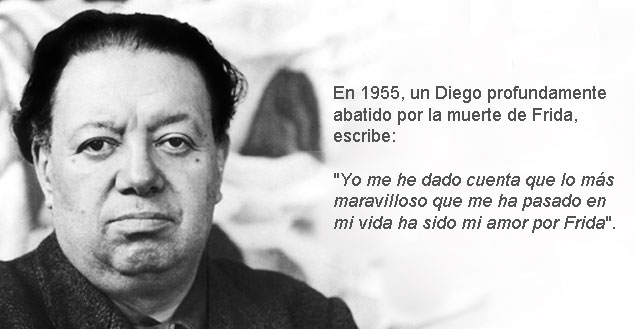 En 1955, un Diego profundamente
abatido por la muerte de Frida,
escribe:
"Yo me he dado cuenta que lo más
maravilloso que me ha pasado en
mi vida ha sido mi amor por Frida".